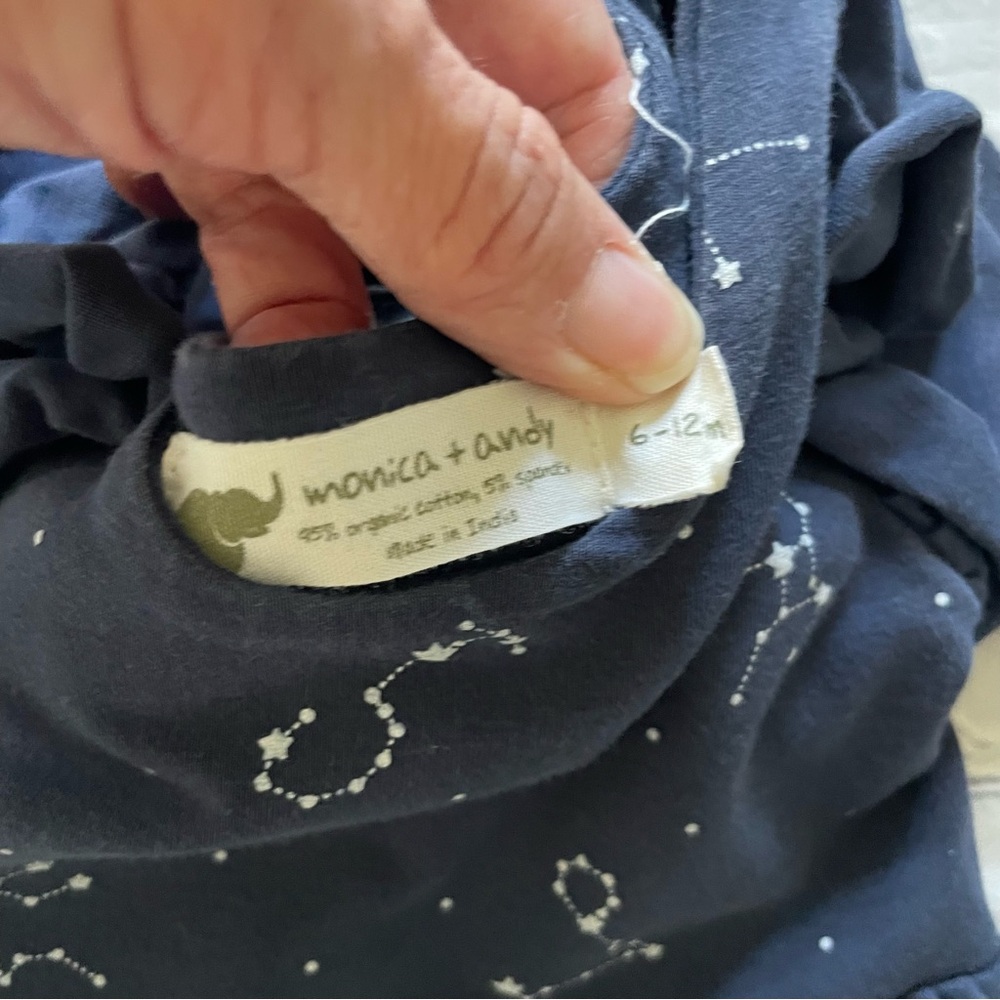 monica + andy
95% organic cotton, 5% spandex
Made in India
6-12m